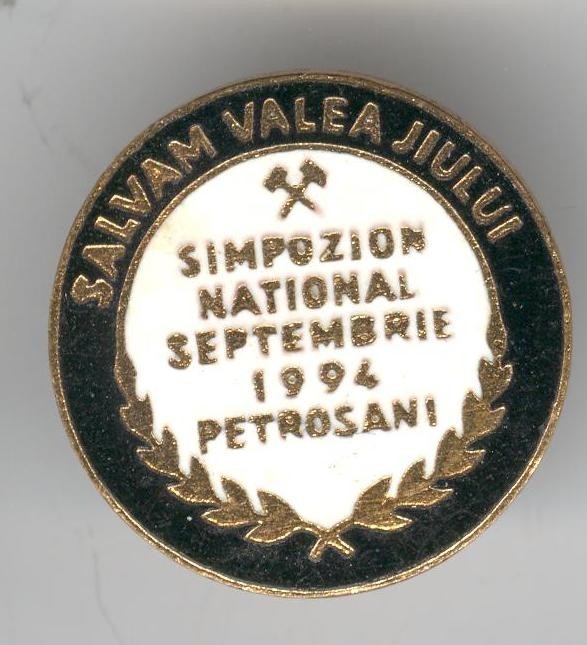 SALVAM VALEA JIULUI
SIMPOZION
NATIONAL
SEPTEMBRIE
1994
PETROSANI